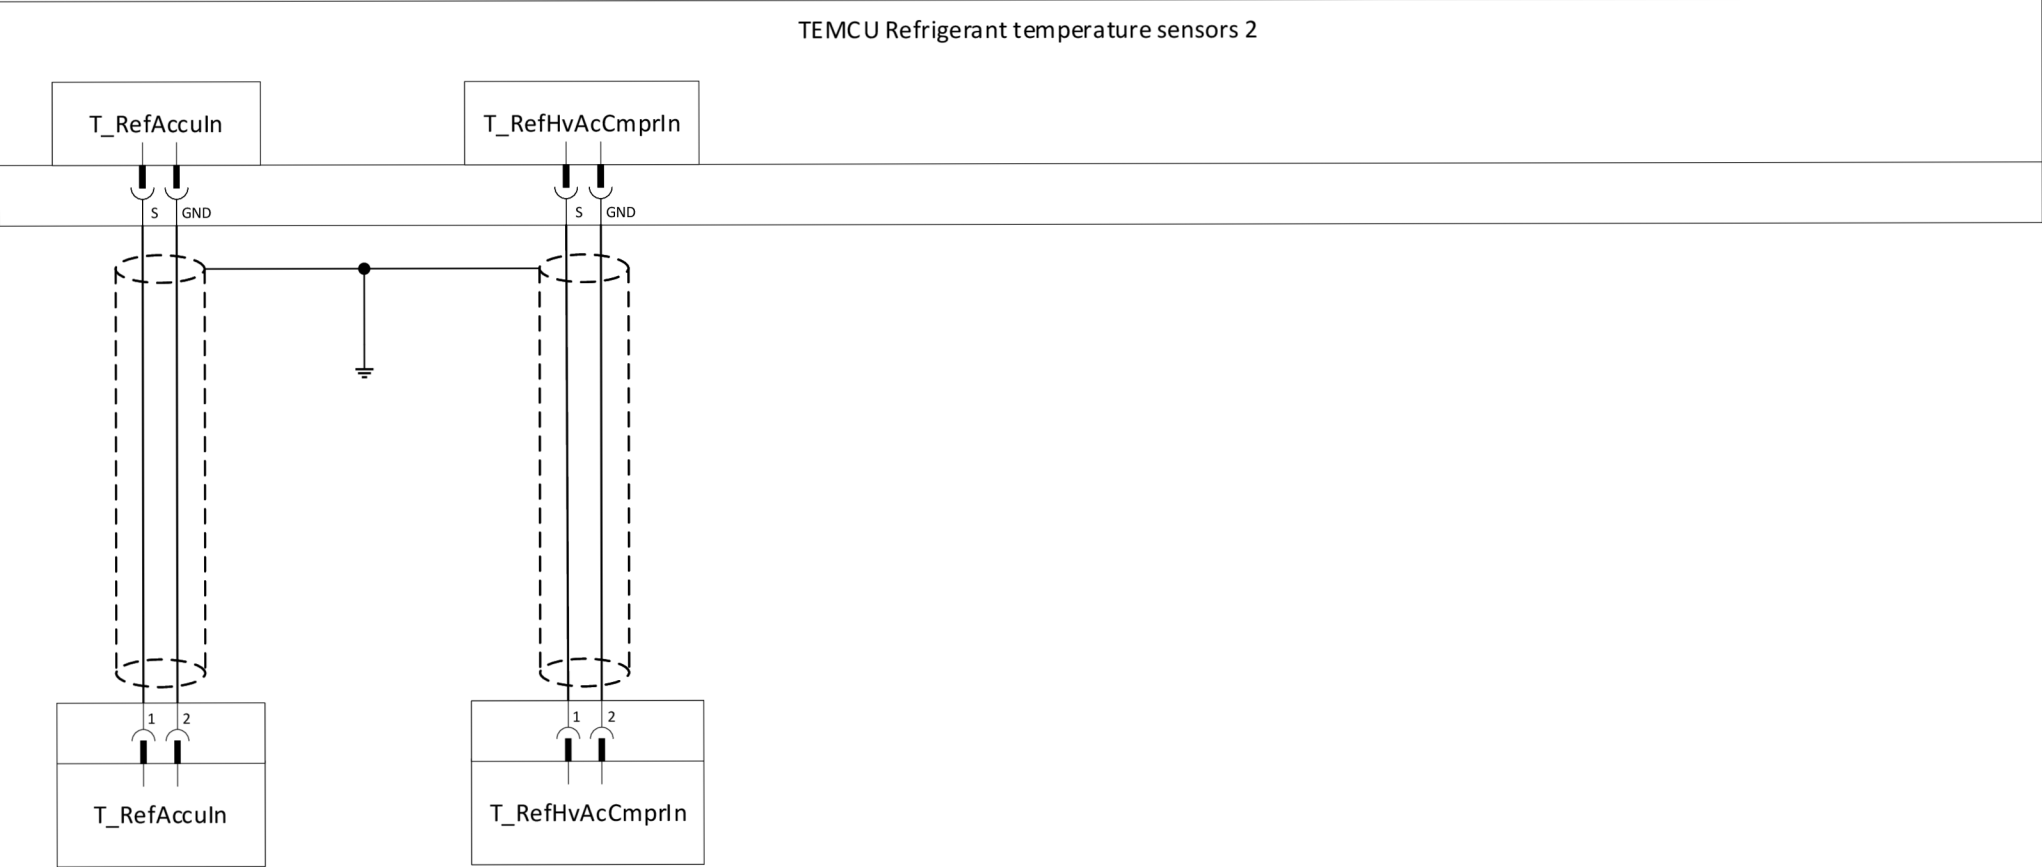 TEMCU Refrigerant temperature sensors 2
T_RefAccuIn
T_RefHvAcCmprIn
S GND
S GND
1 2
1 2
T_RefAccuIn
T_RefHvAcCmprIn